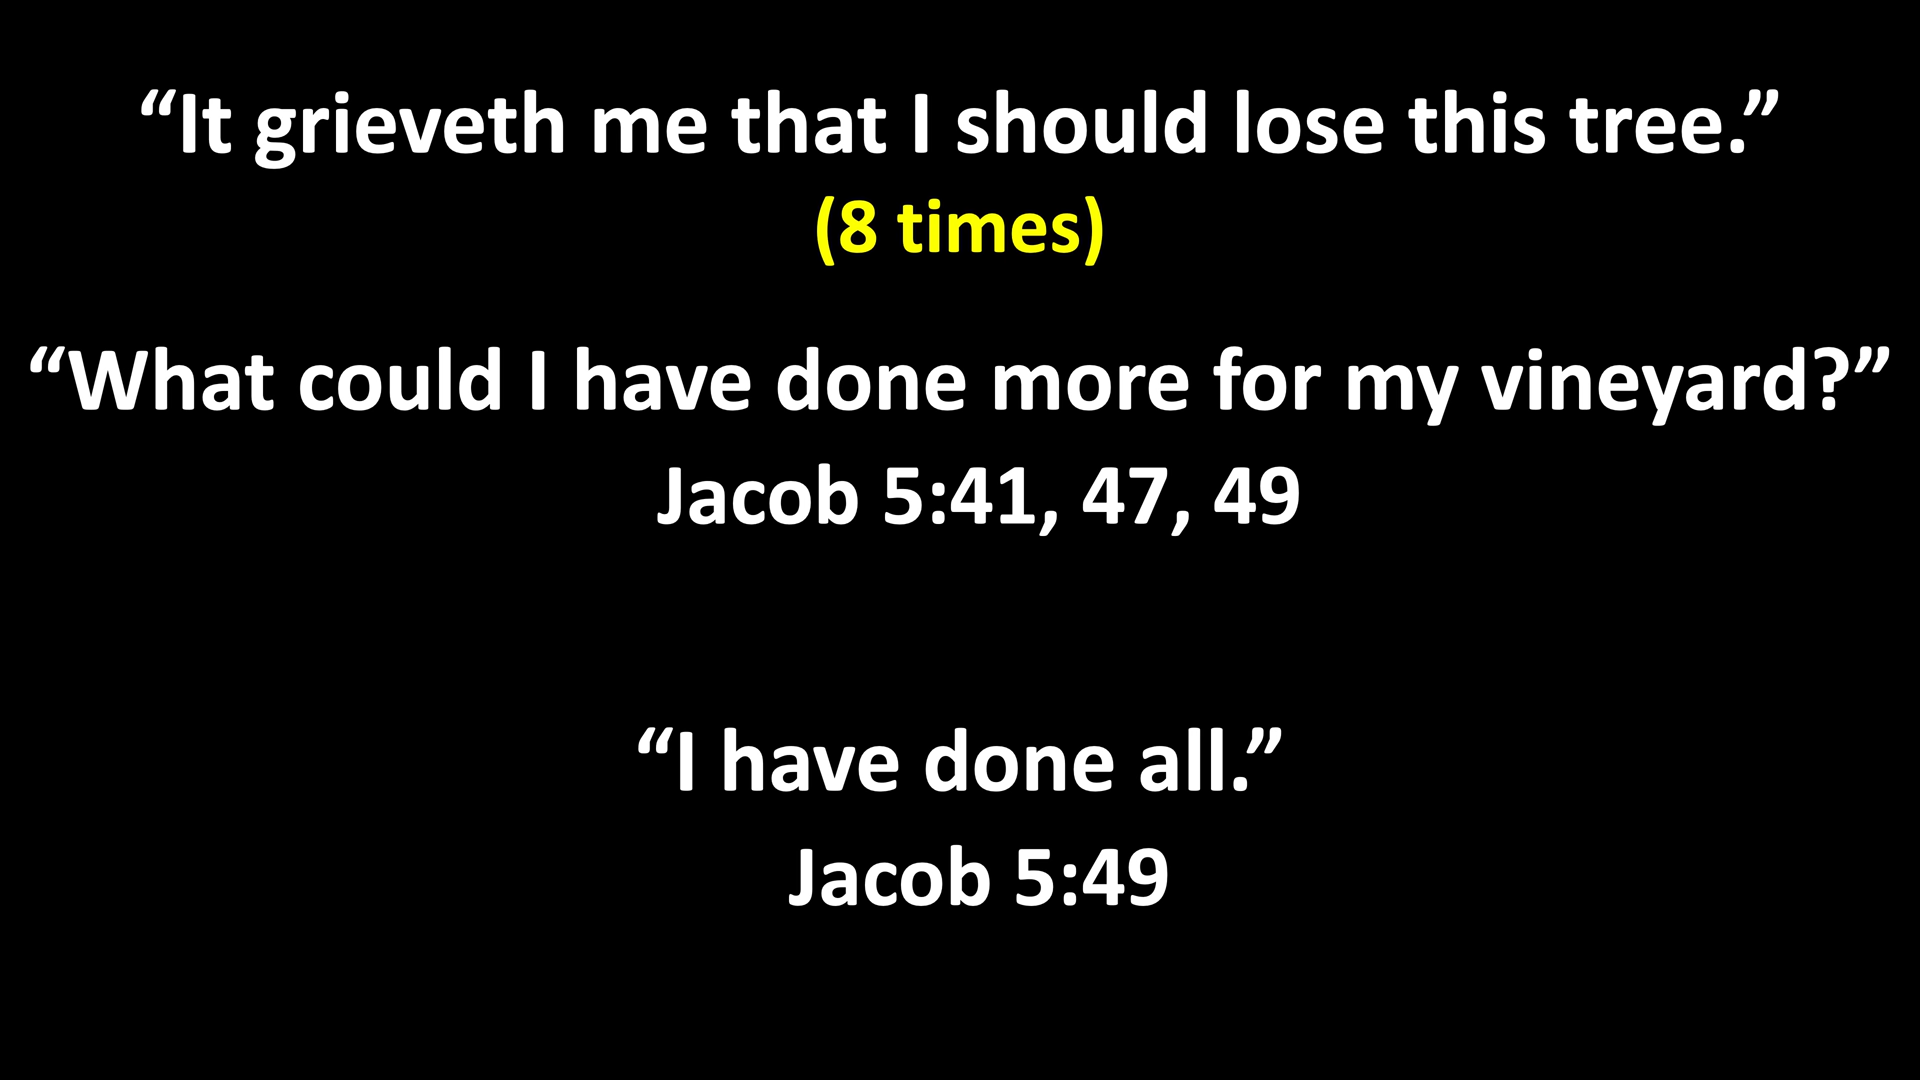 “It grieveth me that I should lose this tree.”
(8 times)
“What could I have done more for my vineyard?”
Jacob 5:41, 47, 49
“I have done all.”
Jacob 5:49